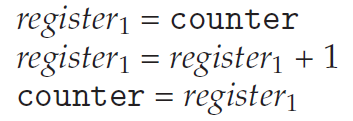 register₁ = counter
register₁ = register₁ + 1
counter = register₁